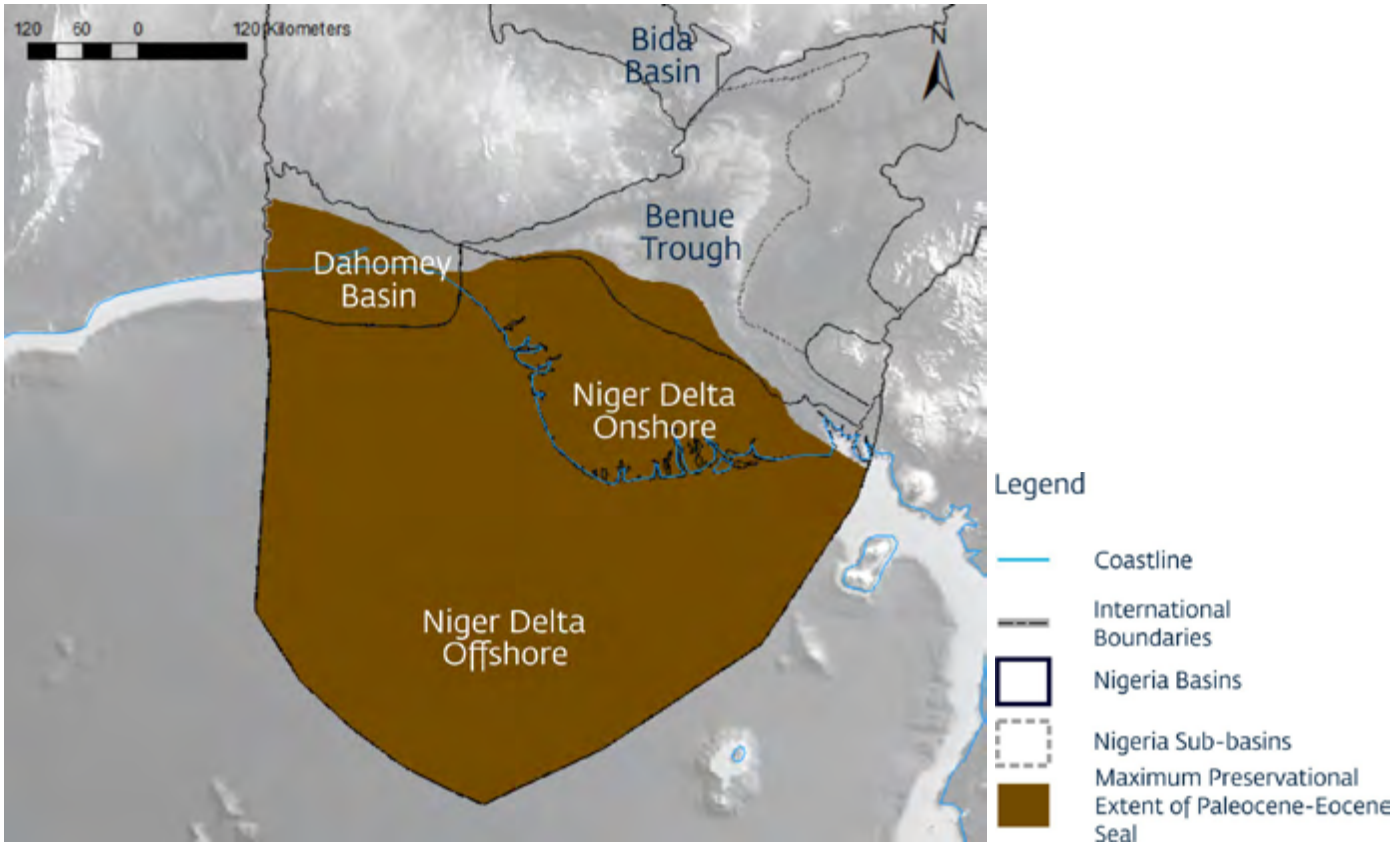 120 60 0 120 Kilometers
N
Bida
Basin
Benue
Trough
Dahomey
Basin
Niger Delta
Onshore
Niger Delta
Offshore
Legend
Coastline
International
Boundaries
Nigeria Basins
Nigeria Sub-basins
Maximum Preservational
Extent of Paleocene-Eocene
Seal